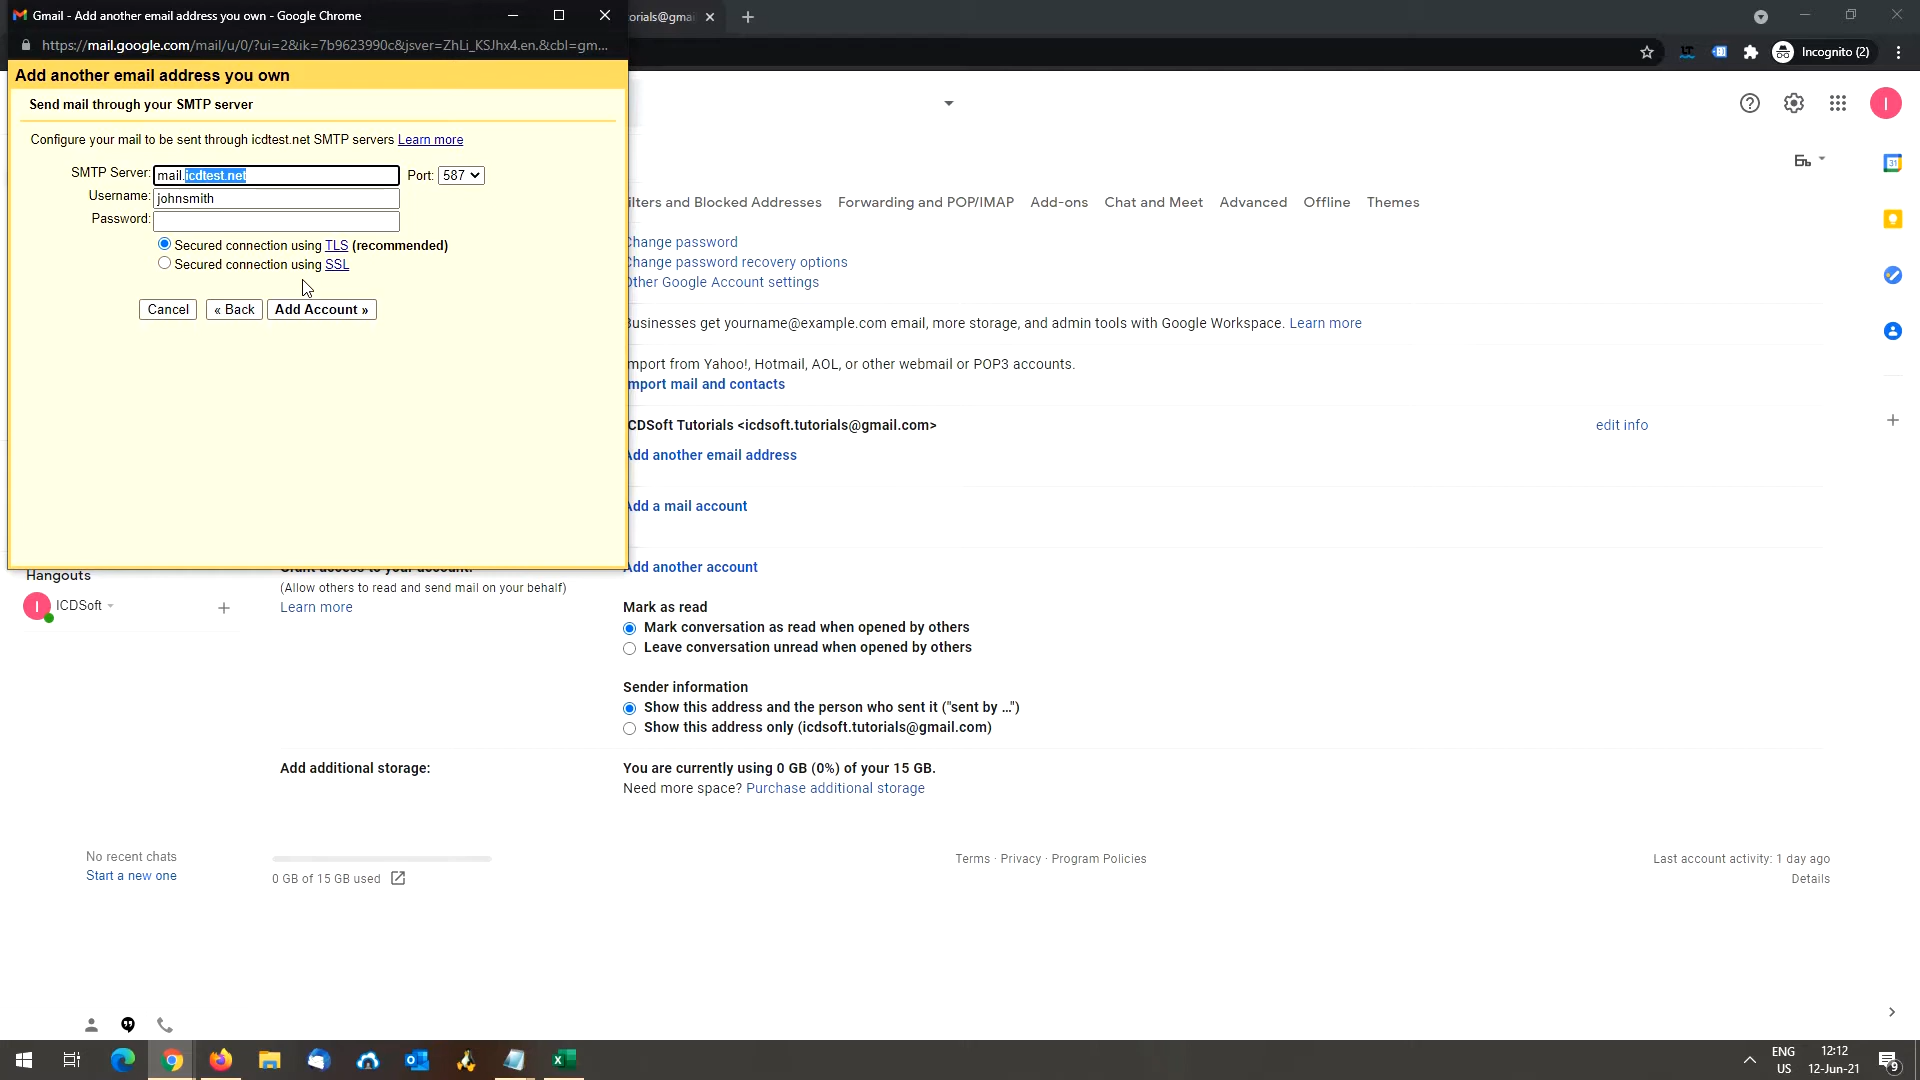 Gmail - Add another email address you own - Google Chrome
orials@gmai
https://mail.google.com/mail/u/0/?ui=2&ik=7b9623990c&jsver=ZhLi_KSJhx4.en.&cbl=gm...
Incognito (2)
Add another email address you own
Send mail through your SMTP server
Configure your mail to be sent through icdtest.net SMTP servers Learn more
SMTP Server: mail.icdtest.net Port: 587
Username: johnsmith
Password:
Secured connection using TLS (recommended)
Secured connection using SSL
Cancel « Back Add Account »
ilters and Blocked Addresses Forwarding and POP/IMAP Add-ons Chat and Meet Advanced Offline Themes
Change password
Change password recovery options
Other Google Account settings
Businesses get yourname@example.com email, more storage, and admin tools with Google Workspace. Learn more
mport from Yahoo!, Hotmail, AOL, or other webmail or POP3 accounts.
mport mail and contacts
CDSoft Tutorials <icdsoft.tutorials@gmail.com> edit info
Add another email address
Add a mail account
Grant access to your account:
(Allow others to read and send mail on your behalf)
Learn more
Add another account
Mark as read
Mark conversation as read when opened by others
Leave conversation unread when opened by others
Sender information
Show this address and the person who sent it ("sent by ...")
Show this address only (icdsoft.tutorials@gmail.com)
Add additional storage:
You are currently using 0 GB (0%) of your 15 GB.
Need more space? Purchase additional storage
Hangouts
I ICDSoft
No recent chats
Start a new one
0 GB of 15 GB used
Terms · Privacy · Program Policies
Last account activity: 1 day ago
Details
I
31
ENG
US
12:12
12-Jun-21
9